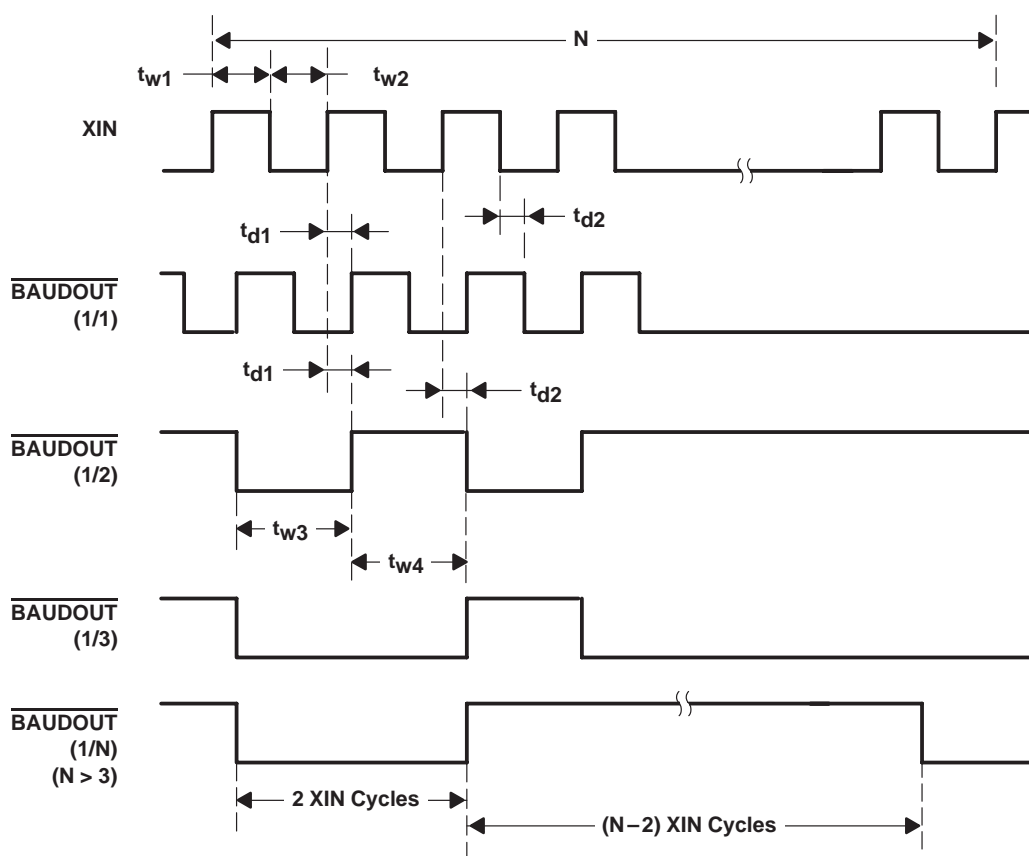 N
tw1
tw2
XIN
td1
td2
BAUDOUT
(1/1)
td1
td2
BAUDOUT
(1/2)
tw3
tw4
BAUDOUT
(1/3)
BAUDOUT
(1/N)
(N > 3)
2 XIN Cycles
(N−2) XIN Cycles